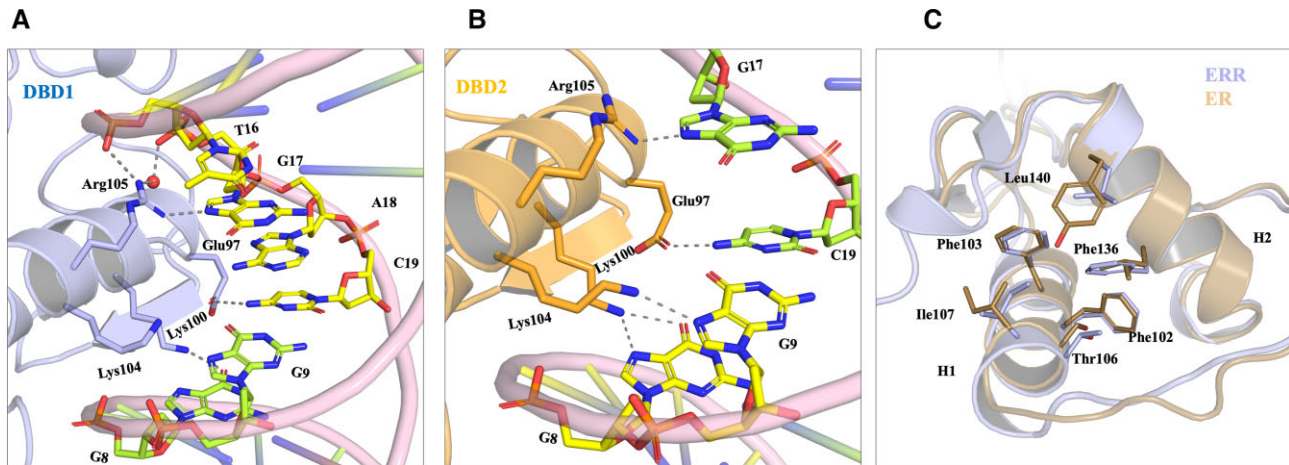 A
DBD1
T16
G17
Arg105
A18
Glu97
C19
Lys100
Lys104
G9
G8
B
DBD2
G17
Arg105
Glu97
Lys100
C19
Lys104
G9
G8
C
ERR
ER
Leu140
Phe103
Phe136
H2
Ile107
Phe102
Thr106
H1